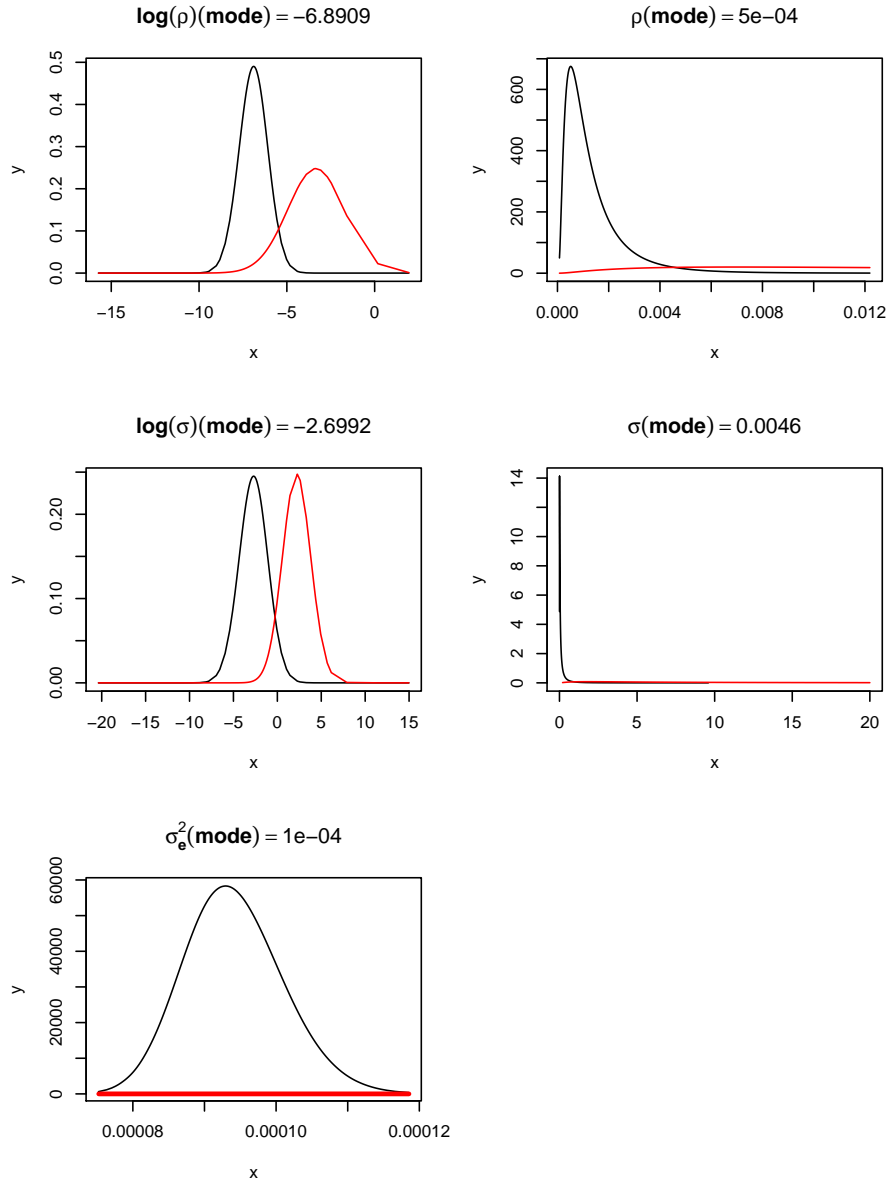 log(ρ)(mode) = −6.8909
y
0.0 0.1 0.2 0.3 0.4 0.5
−15 −10 −5 0
x
ρ(mode) = 5e−04
y
0 200 400 600
0.000 0.004 0.008 0.012
x
log(σ)(mode) = −2.6992
y
0.00 0.10 0.20
−20 −15 −10 −5 0 5 10 15
x
σ(mode) = 0.0046
y
0 2 4 6 8 10 12 14
0 5 10 15 20
x
σ²ₑ(mode) = 1e−04
y
0 20000 40000 60000
0.00008 0.00010 0.00012
x